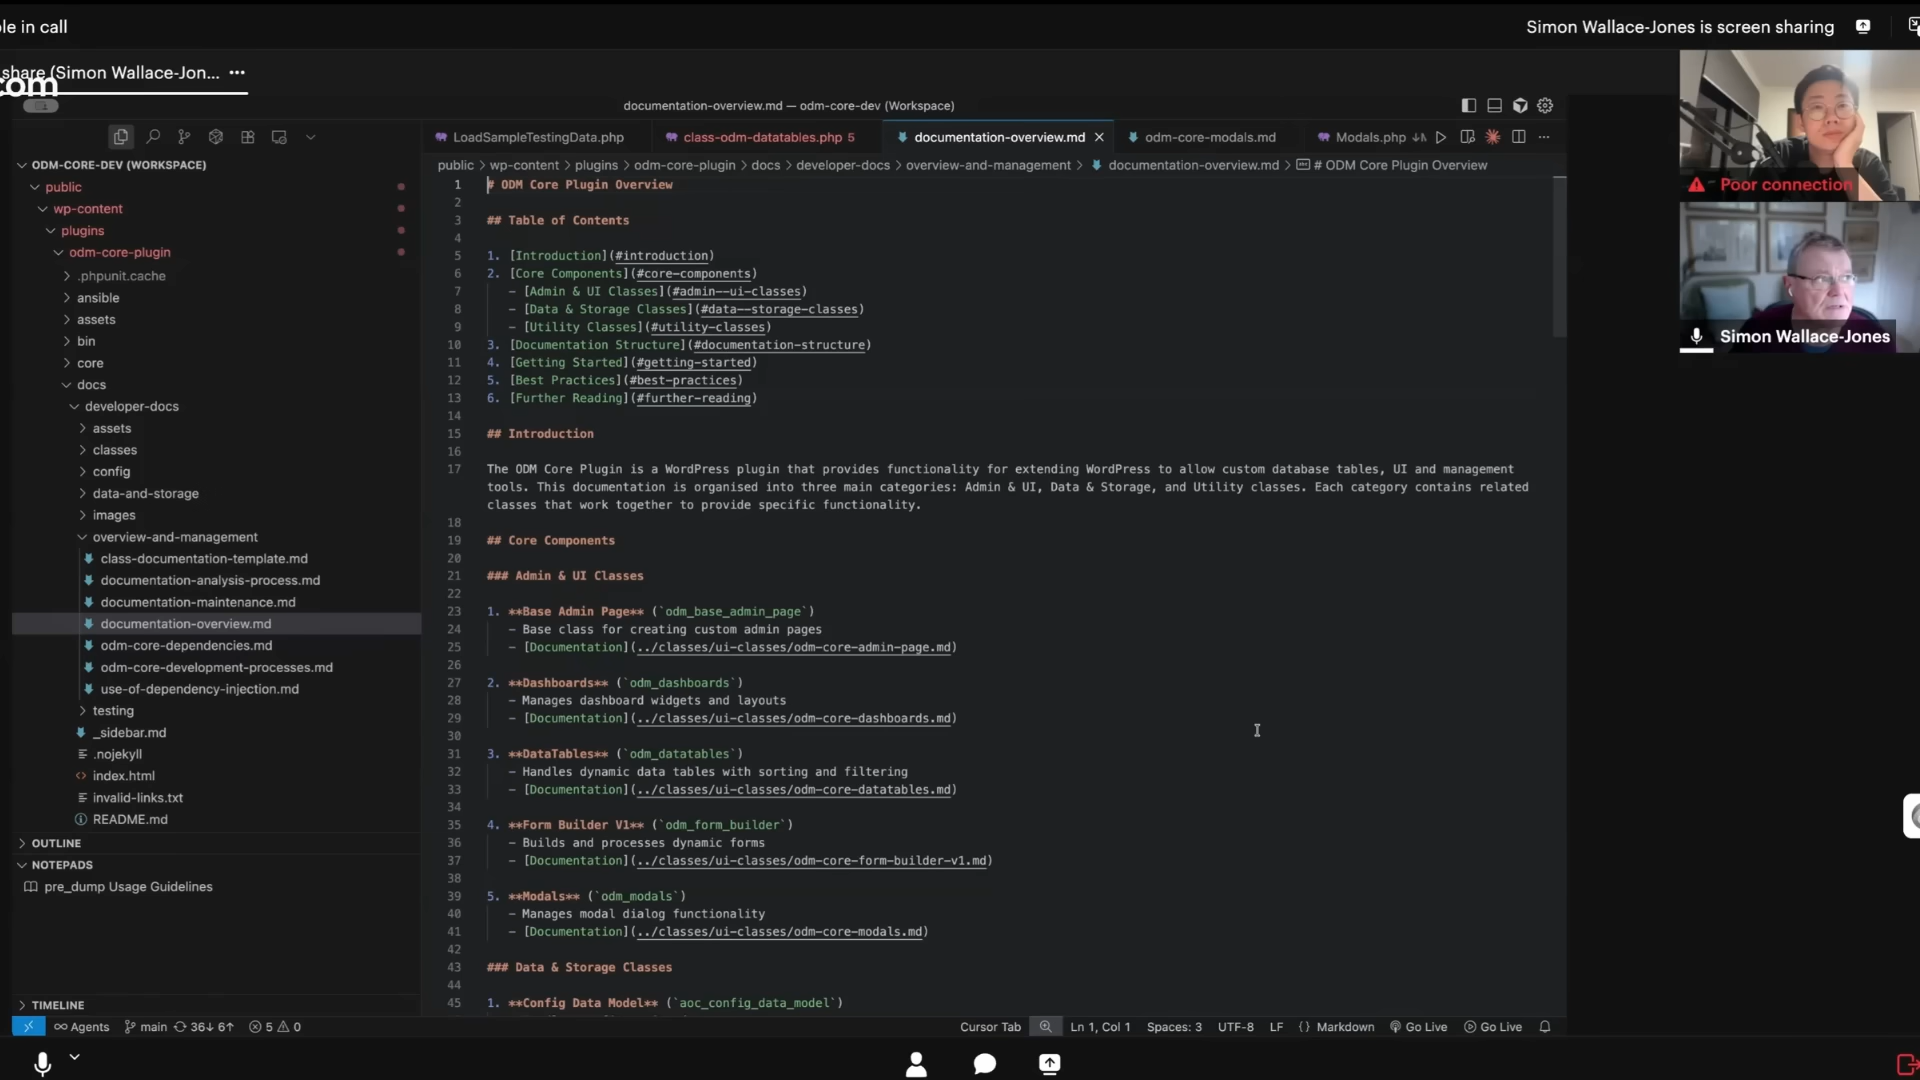 le in call
Simon Wallace-Jones is screen sharing
share (Simon Wallace-Jon... ···
com
documentation-overview.md — odm-core-dev (Workspace)
LoadSampleTestingData.php
class-odm-datatables.php 5
documentation-overview.md
odm-core-modals.md
Modals.php
public > wp-content > plugins > odm-core-plugin > docs > developer-docs > overview-and-management > documentation-overview.md > # ODM Core Plugin Overview
ODM-CORE-DEV (WORKSPACE)
public
wp-content
plugins
odm-core-plugin
.phpunit.cache
ansible
assets
bin
core
docs
developer-docs
assets
classes
config
data-and-storage
images
overview-and-management
class-documentation-template.md
documentation-analysis-process.md
documentation-maintenance.md
documentation-overview.md
odm-core-dependencies.md
odm-core-development-processes.md
use-of-dependency-injection.md
testing
_sidebar.md
.nojekyll
index.html
invalid-links.txt
README.md
OUTLINE
NOTEPADS
pre_dump Usage Guidelines
TIMELINE
1 # ODM Core Plugin Overview
2
3 ## Table of Contents
4
5 1. [Introduction](#introduction)
6 2. [Core Components](#core-components)
7 - [Admin & UI Classes](#admin--ui-classes)
8 - [Data & Storage Classes](#data--storage-classes)
9 - [Utility Classes](#utility-classes)
10 3. [Documentation Structure](#documentation-structure)
11 4. [Getting Started](#getting-started)
12 5. [Best Practices](#best-practices)
13 6. [Further Reading](#further-reading)
14
15 ## Introduction
16
17 The ODM Core Plugin is a WordPress plugin that provides functionality for extending WordPress to allow custom database tables, UI and management
tools. This documentation is organised into three main categories: Admin & UI, Data & Storage, and Utility classes. Each category contains related
classes that work together to provide specific functionality.
18
19 ## Core Components
20
21 ### Admin & UI Classes
22
23 1. **Base Admin Page** (`odm_base_admin_page`)
24 - Base class for creating custom admin pages
25 - [Documentation](../classes/ui-classes/odm-core-admin-page.md)
26
27 2. **Dashboards** (`odm_dashboards`)
28 - Manages dashboard widgets and layouts
29 - [Documentation](../classes/ui-classes/odm-core-dashboards.md)
30
31 3. **DataTables** (`odm_datatables`)
32 - Handles dynamic data tables with sorting and filtering
33 - [Documentation](../classes/ui-classes/odm-core-datatables.md)
34
35 4. **Form Builder V1** (`odm_form_builder`)
36 - Builds and processes dynamic forms
37 - [Documentation](../classes/ui-classes/odm-core-form-builder-v1.md)
38
39 5. **Modals** (`odm_modals`)
40 - Manages modal dialog functionality
41 - [Documentation](../classes/ui-classes/odm-core-modals.md)
42
43 ### Data & Storage Classes
44
45 1. **Config Data Model** (`aoc_config_data_model`)
Agents
main 36↓ 6↑
5 0
Cursor Tab
Ln 1, Col 1
Spaces: 3
UTF-8
LF
{} Markdown
Go Live
Go Live
Poor connection
Simon Wallace-Jones